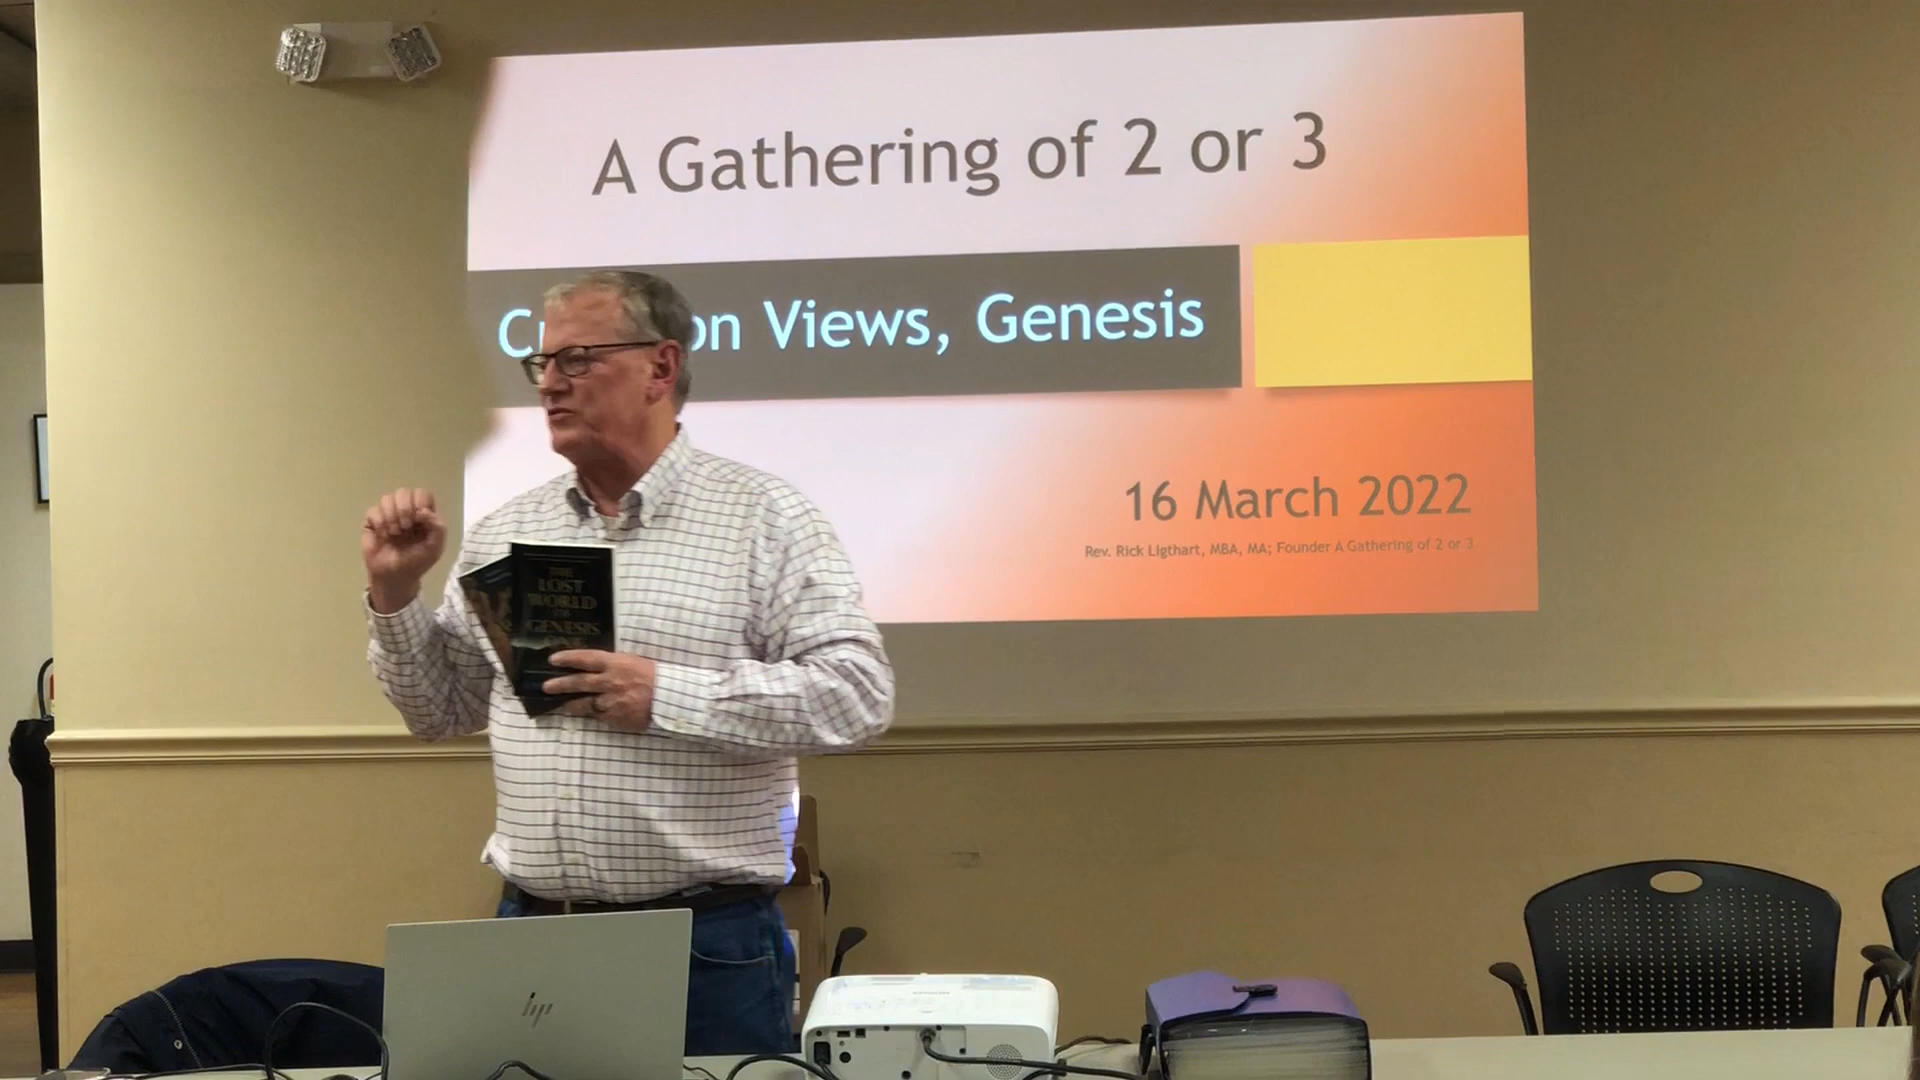 A Gathering of 2 or 3
C on Views, Genesis
16 March 2022
Rev. Rick Ligthart, MBA, MA; Founder A Gathering of 2 or 3
THE
LOST
WORLD
OF
GENESIS
ONE
hp